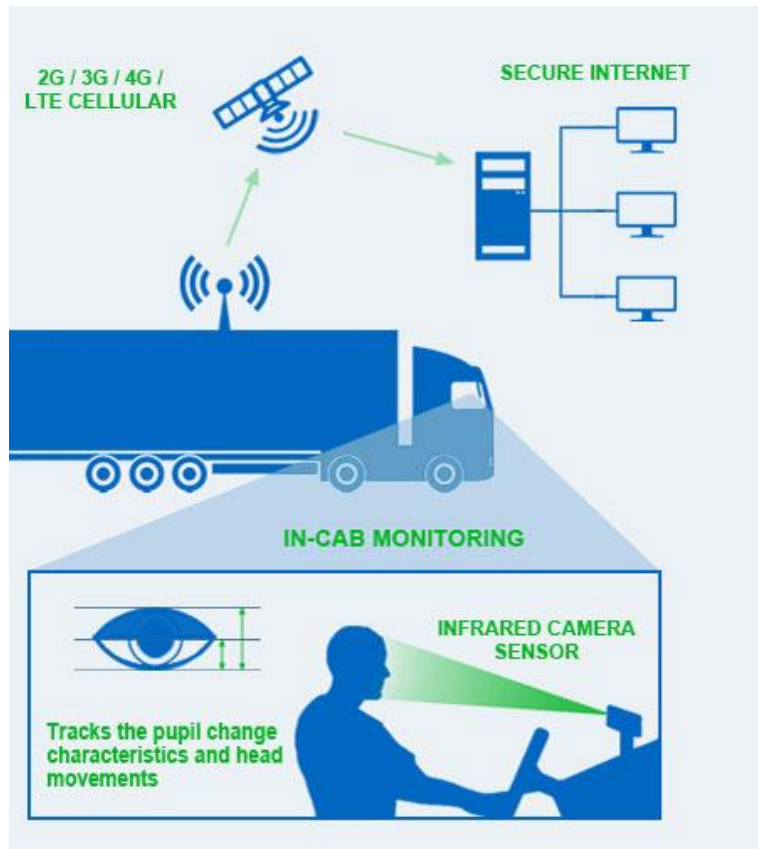 2G / 3G / 4G /
LTE CELLULAR
SECURE INTERNET
IN-CAB MONITORING
INFRARED CAMERA
SENSOR
Tracks the pupil change
characteristics and head
movements